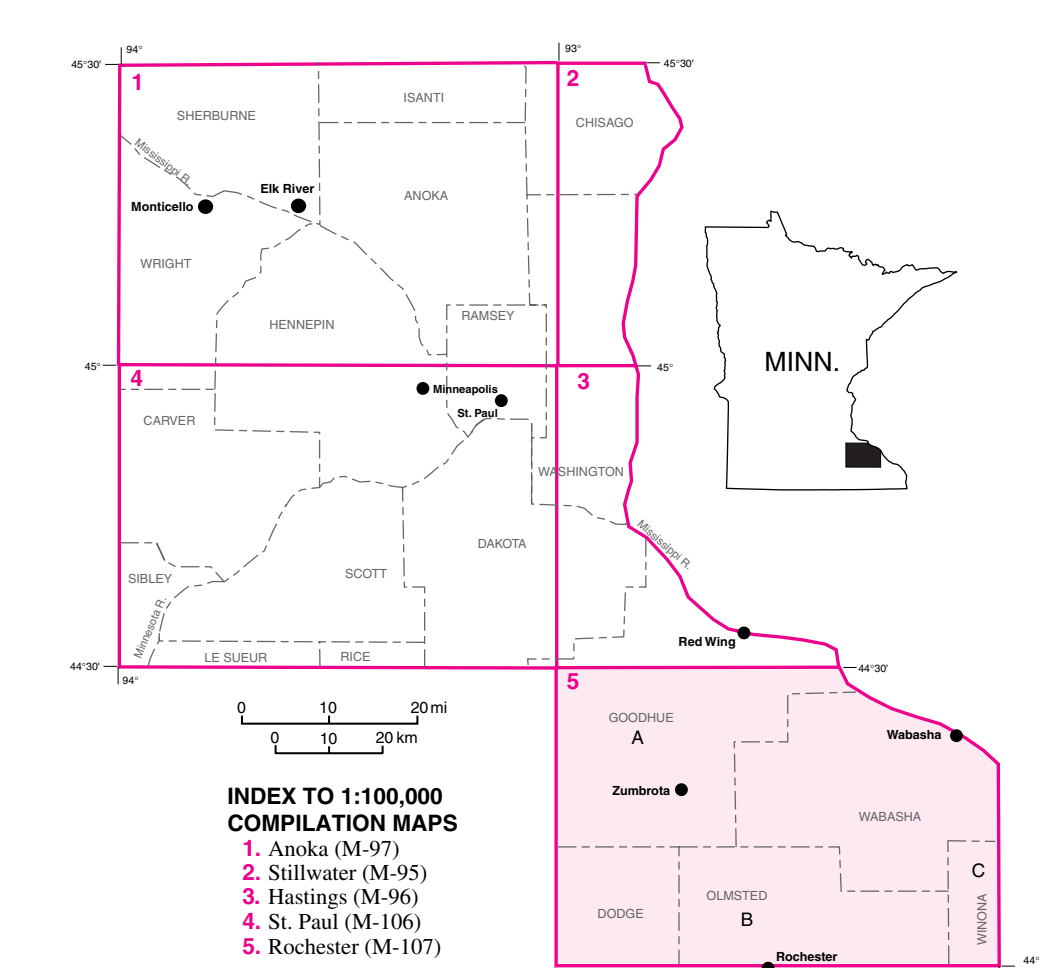 94°
93°
45°30'
45°30'
1
2
ISANTI
SHERBURNE
CHISAGO
Mississippi R.
Elk River
Monticello
ANOKA
WRIGHT
RAMSEY
HENNEPIN
MINN.
45°
45°
4
3
Minneapolis
St. Paul
CARVER
WASHINGTON
Mississippi R.
DAKOTA
SCOTT
SIBLEY
Minnesota R.
Red Wing
LE SUEUR
RICE
44°30'
44°30'
94°
5
0 10 20 mi
0 10 20 km
GOODHUE
A
Wabasha
Zumbrota
WABASHA
C
OLMSTED
B
DODGE
WINONA
Rochester
44°
INDEX TO 1:100,000
COMPILATION MAPS
1. Anoka (M-97)
2. Stillwater (M-95)
3. Hastings (M-96)
4. St. Paul (M-106)
5. Rochester (M-107)